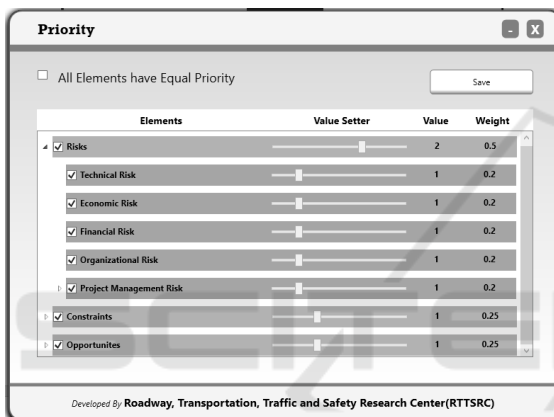 Priority
- X
All Elements have Equal Priority
Save
Elements Value Setter Value Weight
Risks 2 0.5
Technical Risk 1 0.2
Economic Risk 1 0.2
Financial Risk 1 0.2
Organizational Risk 1 0.2
Project Management Risk 1 0.2
Constraints 1 0.25
Opportunites 1 0.25
Developed By Roadway, Transportation, Traffic and Safety Research Center(RTTSRC)